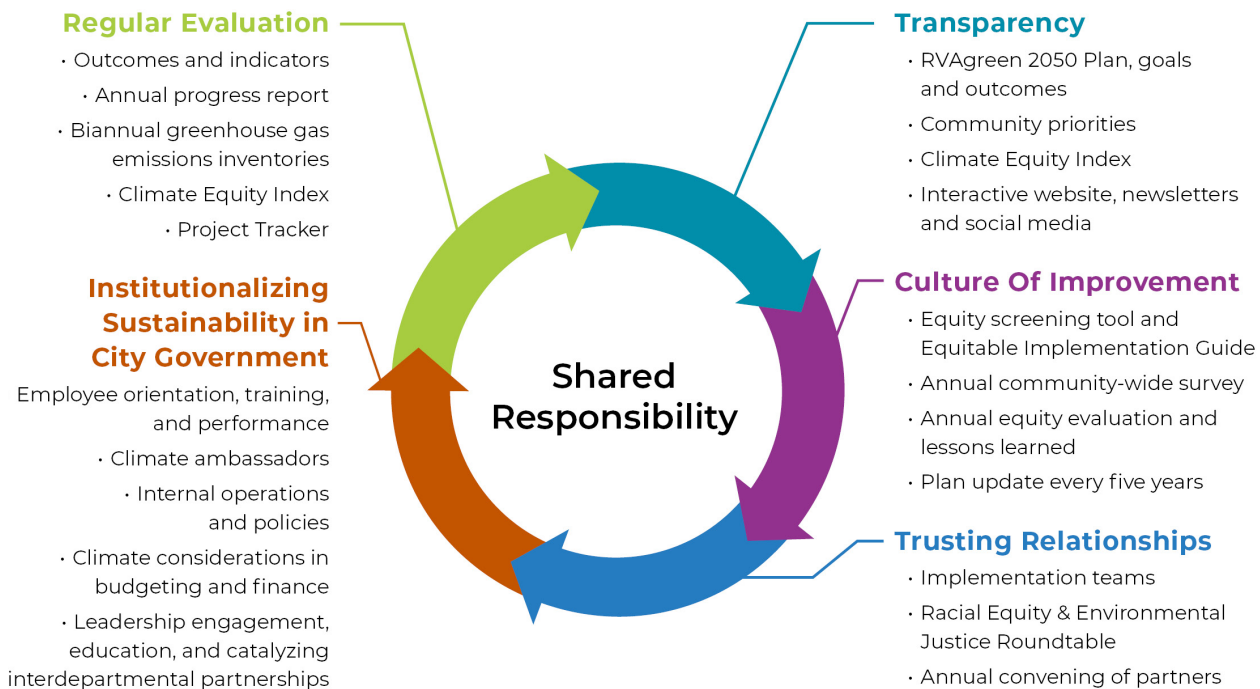 Regular Evaluation
· Outcomes and indicators
· Annual progress report
· Biannual greenhouse gas
emissions inventories
· Climate Equity Index
· Project Tracker
Institutionalizing
Sustainability in
City Government
Employee orientation, training,
and performance
· Climate ambassadors
· Internal operations
and policies
· Climate considerations in
budgeting and finance
· Leadership engagement,
education, and catalyzing
interdepartmental partnerships
Shared
Responsibility
Transparency
· RVAgreen 2050 Plan, goals
and outcomes
· Community priorities
· Climate Equity Index
· Interactive website, newsletters
and social media
Culture Of Improvement
· Equity screening tool and
Equitable Implementation Guide
· Annual community-wide survey
· Annual equity evaluation and
lessons learned
· Plan update every five years
Trusting Relationships
· Implementation teams
· Racial Equity & Environmental
Justice Roundtable
· Annual convening of partners